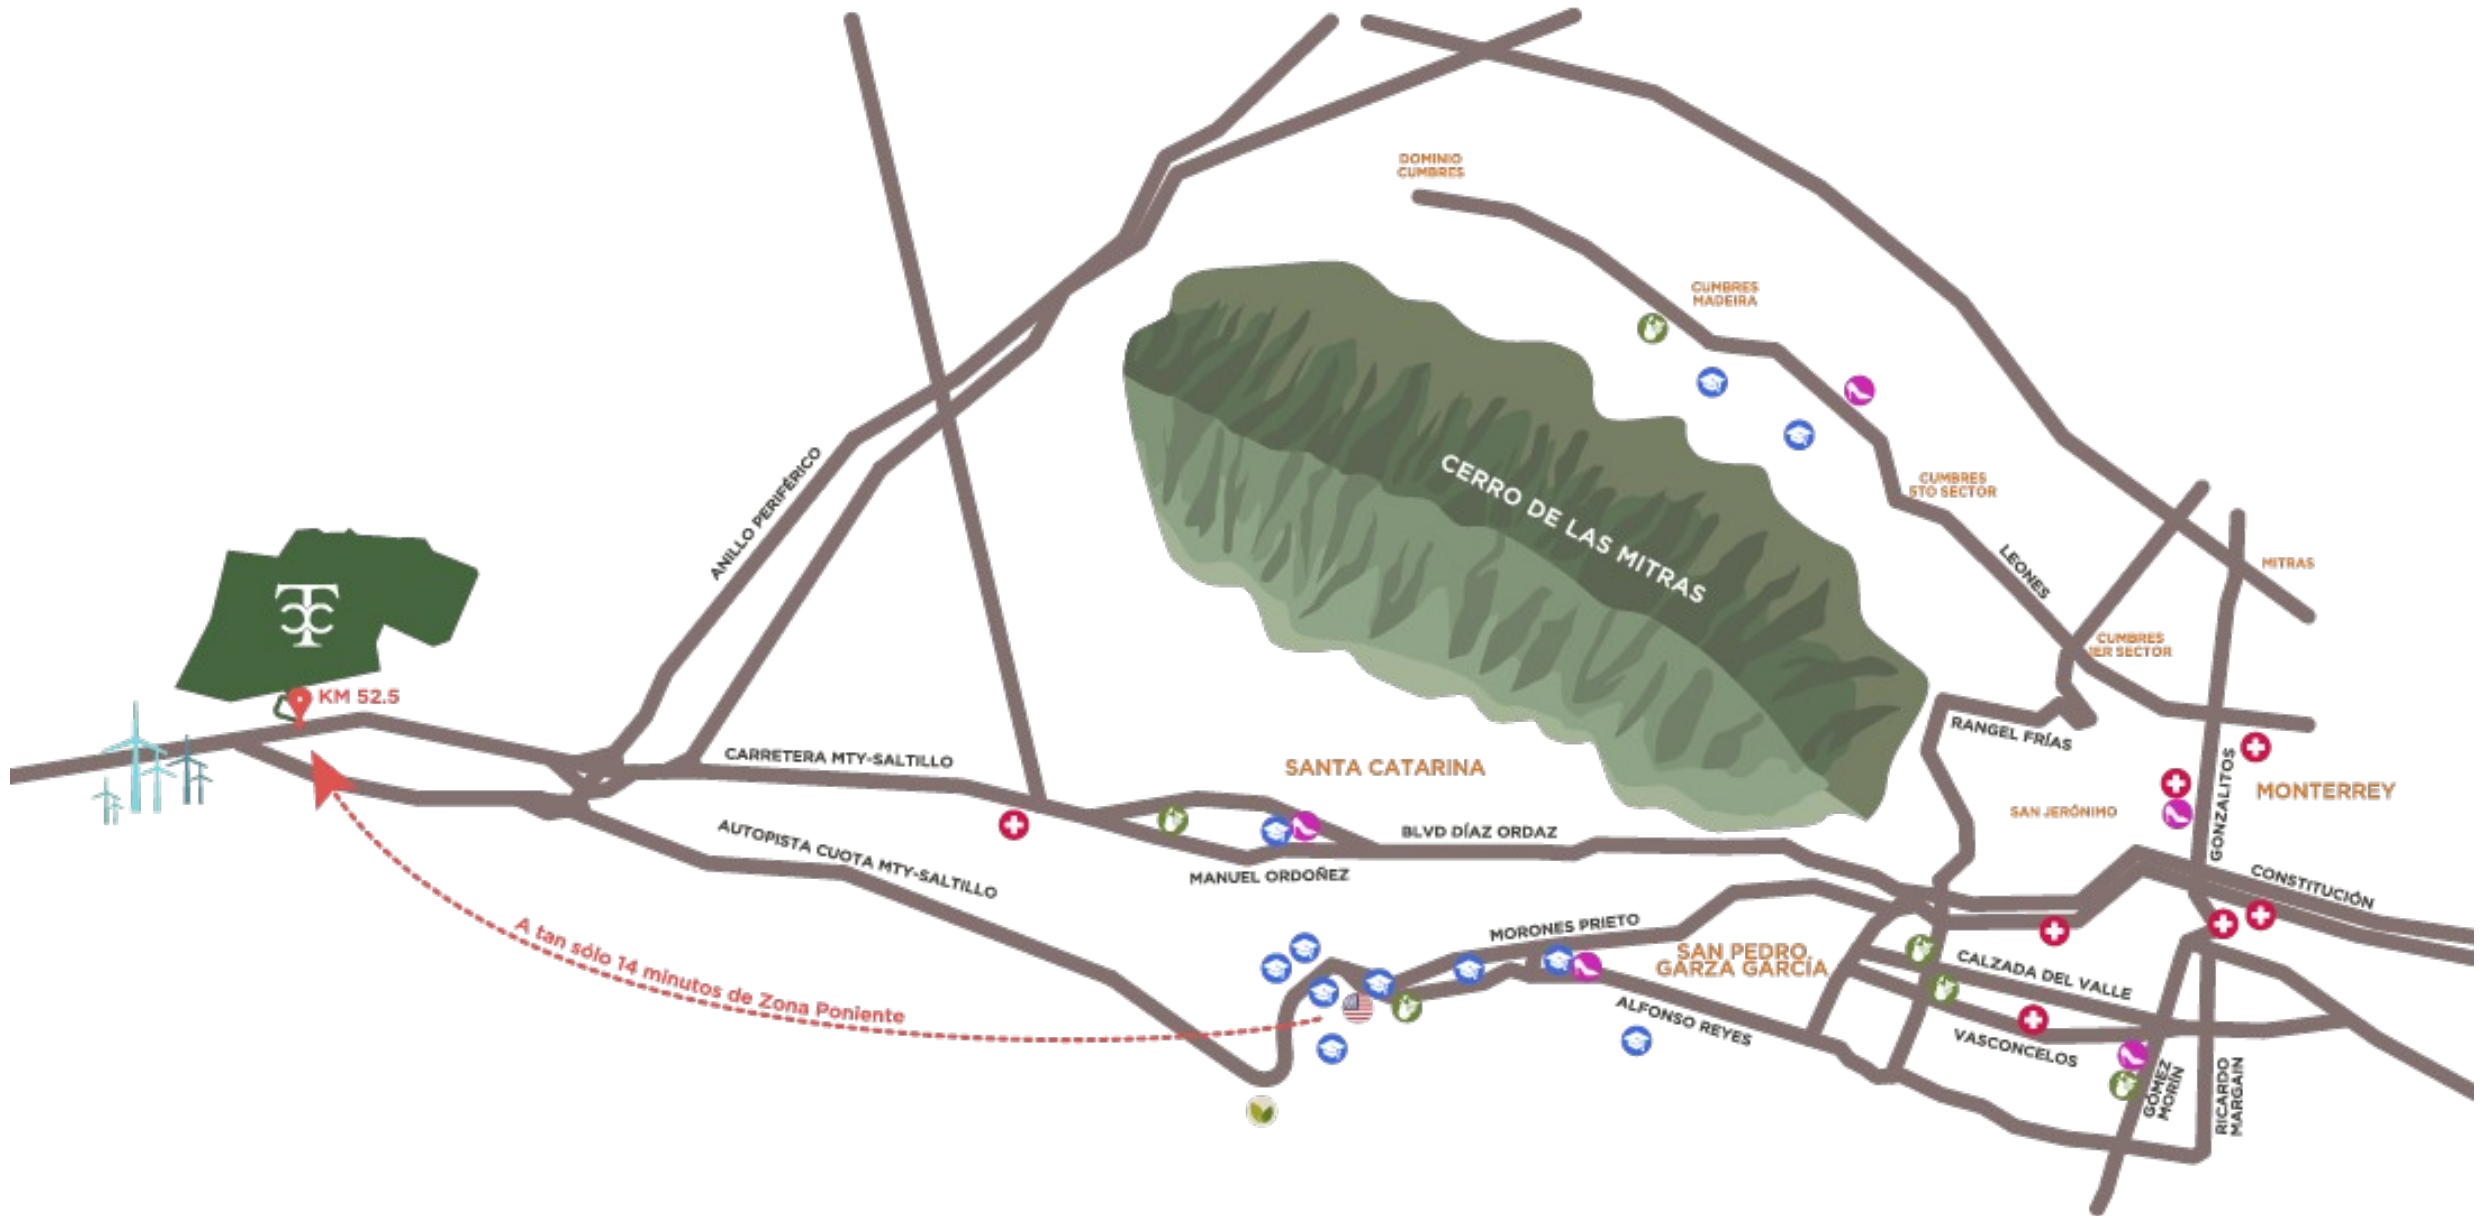 DOMINIO
CUMBRES
CUMBRES
MADEIRA
CUMBRES
5TO SECTOR
LEONES
MITRAS
CUMBRES
1ER SECTOR
ANILLO PERIFÉRICO
CERRO DE LAS MITRAS
TCC
KM 52.5
CARRETERA MTY-SALTILLO
SANTA CATARINA
RANGEL FRÍAS
GONZALITOS
MONTERREY
SAN JERÓNIMO
AUTOPISTA CUOTA MTY-SALTILLO
BLVD DÍAZ ORDAZ
MANUEL ORDOÑEZ
CONSTITUCIÓN
MORONES PRIETO
SAN PEDRO,
GARZA GARCÍA
A tan sólo 14 minutos de Zona Poniente
CALZADA DEL VALLE
ALFONSO REYES
VASCONCELOS
GÓMEZ
MORÍN
RICARDO
MARGAIN